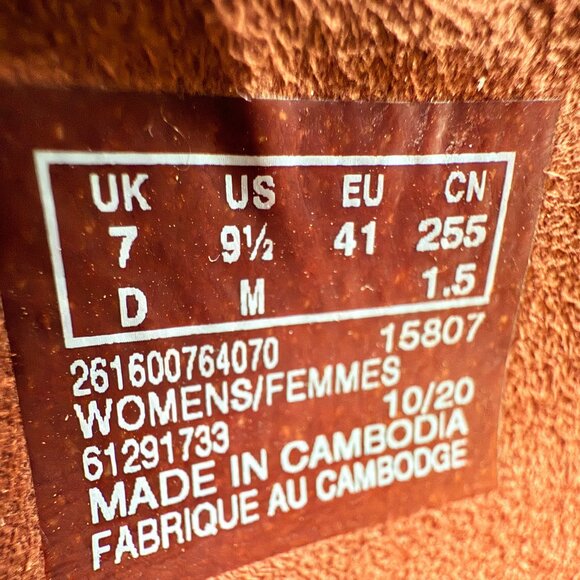 UK US EU CN
7 9½ 41 255
D M 1.5
261600764070 15807
WOMENS/FEMMES
61291733 10/20
MADE IN CAMBODIA
FABRIQUE AU CAMBODGE